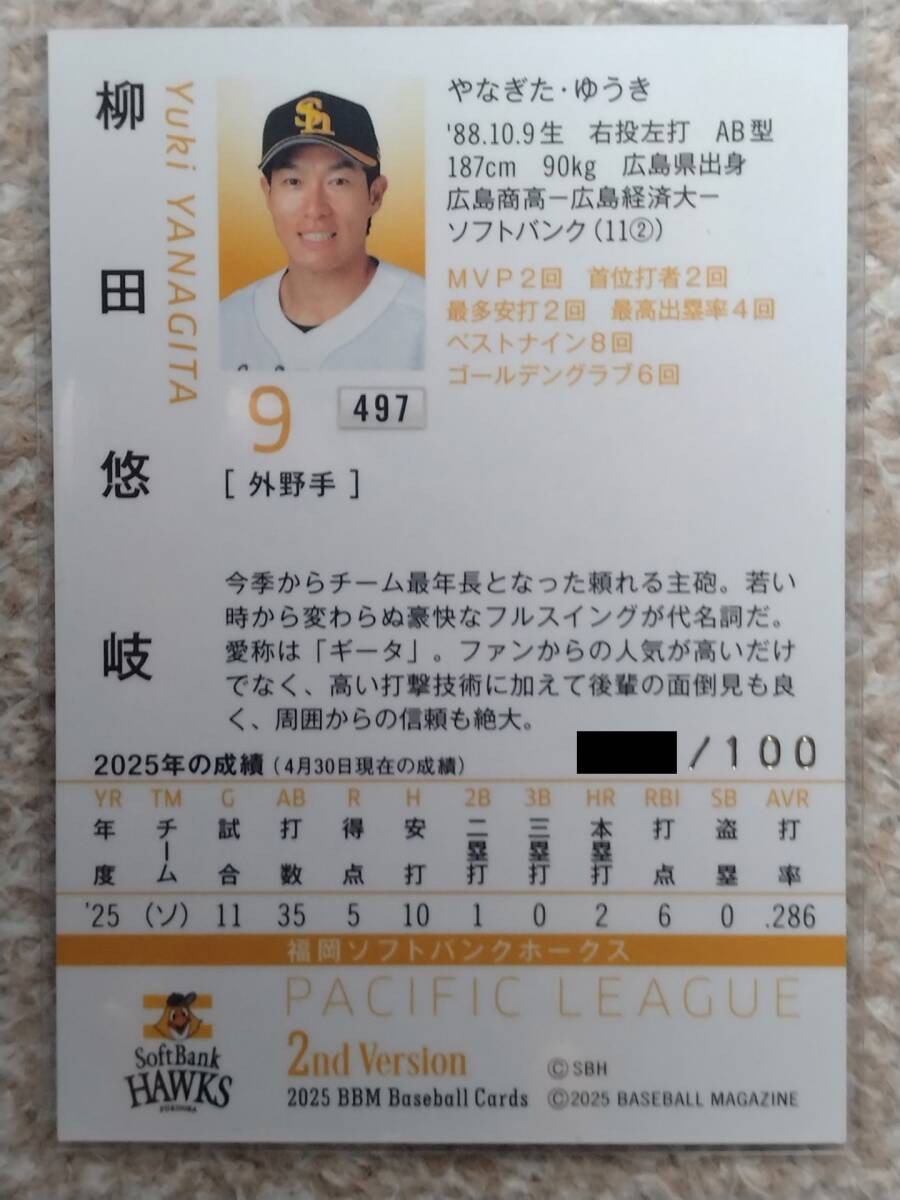 柳田悠岐
Yuki YANAGITA
やなぎた・ゆうき
'88.10.9生 右投左打 AB型
187cm 90kg 広島県出身
広島商高ー広島経済大ー
ソフトバンク(11②)
MVP2回 首位打者2回
最多安打2回 最高出塁率4回
ベストナイン8回
ゴールデングラブ6回
9
497
[ 外野手 ]
今季からチーム最年長となった頼れる主砲。若い
時から変わらぬ豪快なフルスイングが代名詞だ。
愛称は「ギータ」。ファンからの人気が高いだけ
でなく、高い打撃技術に加えて後輩の面倒見も良
く、周囲からの信頼も絶大。
/100
2025年の成績(4月30日現在の成績)
YR TM G AB R H 2B 3B HR RBI SB AVR
年度 チーム 試合 打数 得点 安打 二塁打 三塁打 本塁打 打点 盗塁 打率
'25 (ソ) 11 35 5 10 1 0 2 6 0 .286
福岡ソフトバンクホークス
PACIFIC LEAGUE
SoftBank
HAWKS
FUKUOKA
2nd Version
2025 BBM Baseball Cards
©SBH
©2025 BASEBALL MAGAZINE